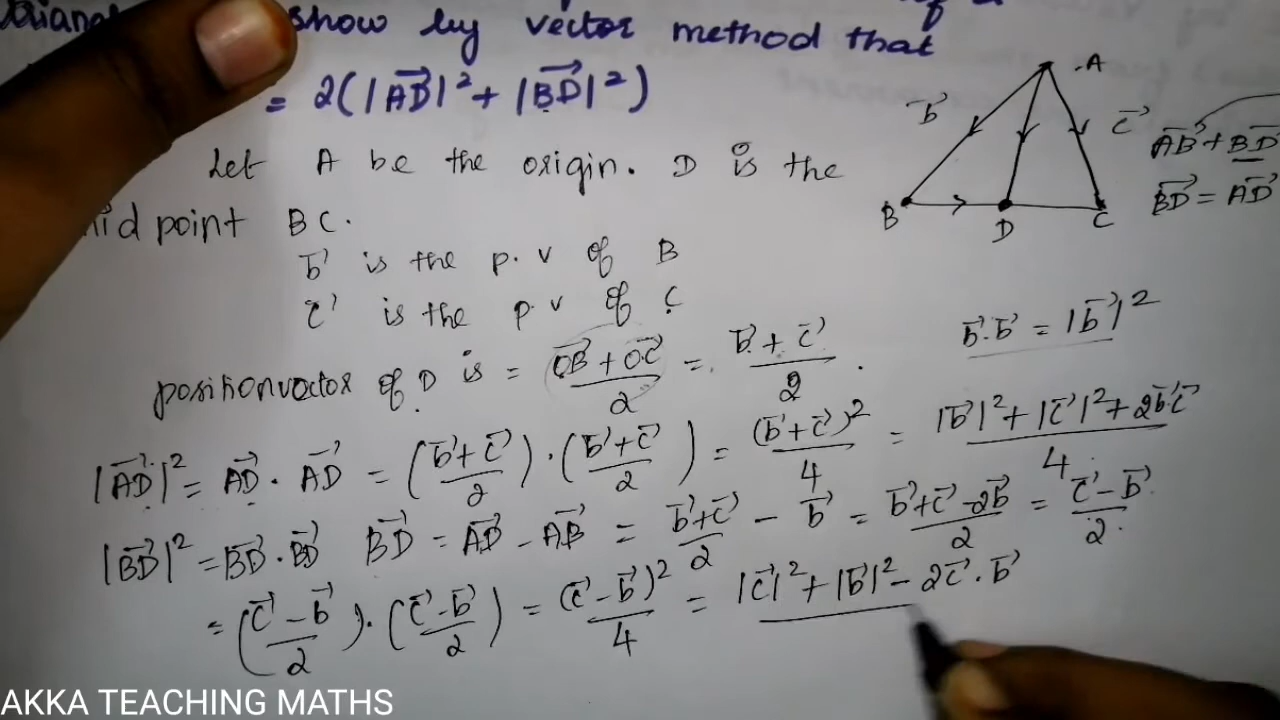 show by vector method that
= 2(|AD⃗|² + |BD⃗|²)
Let A be the origin. D is the
mid point BC.
b⃗ is the p.v of B
c⃗ is the p.v of C
position vector of D is = (OB⃗ + OC⃗)/2 = (b⃗ + c⃗)/2 .
b⃗.b⃗ = |b⃗|²
|AD⃗|² = AD⃗ . AD⃗ = ((b⃗+c⃗)/2) . ((b⃗+c⃗)/2) = (b⃗+c⃗)²/4 = (|b⃗|²+|c⃗|²+2b⃗.c⃗)/4
|BD⃗|² = BD⃗ . BD⃗ BD⃗ = AD⃗ - AB⃗ = (b⃗+c⃗)/2 - b⃗ = (b⃗+c⃗-2b⃗)/2 = (c⃗-b⃗)/2.
= ((c⃗-b⃗)/2) . ((c⃗-b⃗)/2) = (c⃗-b⃗)²/4 = |c⃗|²+|b⃗|²-2c⃗.b⃗
A
b⃗
c⃗
B
D
C
AB⃗ + BD⃗
BD⃗ = AD⃗
AKKA TEACHING MATHS